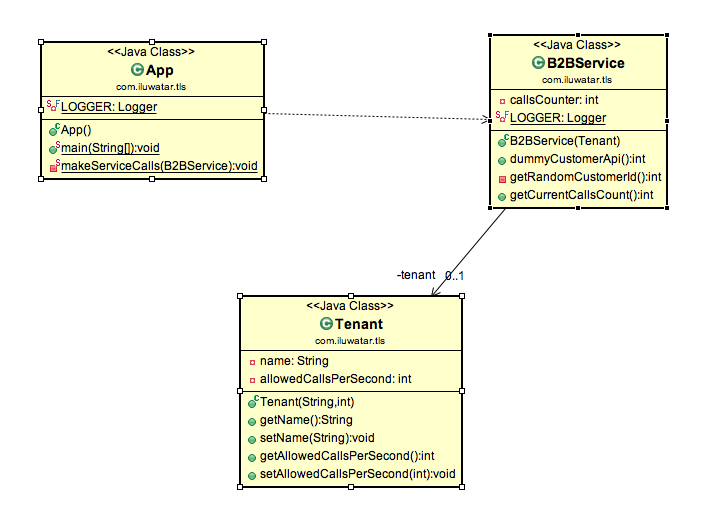 <<Java Class>>
App
com.iluwatar.tls
LOGGER: Logger
App()
main(String[]):void
makeServiceCalls(B2BService):void
<<Java Class>>
B2BService
com.iluwatar.tls
callsCounter: int
LOGGER: Logger
B2BService(Tenant)
dummyCustomerApi():int
getRandomCustomerId():int
getCurrentCallsCount():int
-tenant 0..1
<<Java Class>>
Tenant
com.iluwatar.tls
name: String
allowedCallsPerSecond: int
Tenant(String,int)
getName():String
setName(String):void
getAllowedCallsPerSecond():int
setAllowedCallsPerSecond(int):void